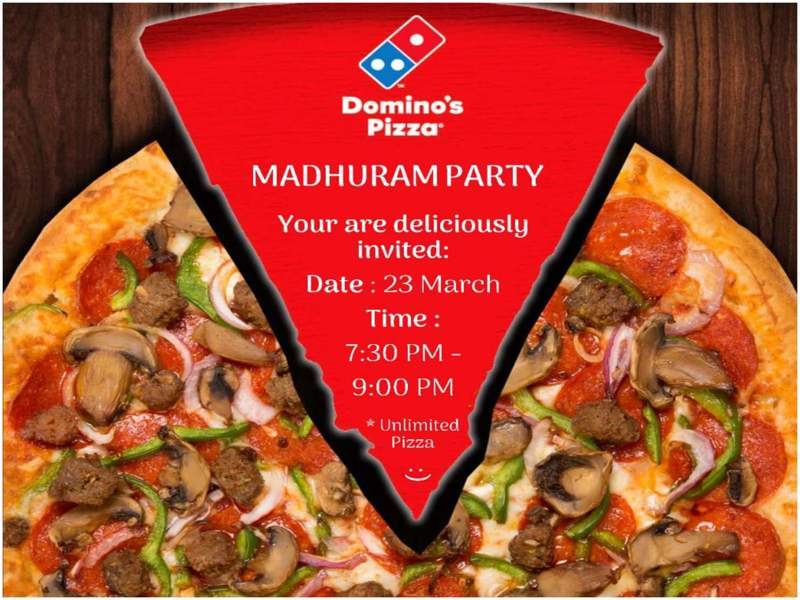 Domino's
Pizza
MADHURAM PARTY
Your are deliciously
invited:
Date : 23 March
Time :
7:30 PM -
9:00 PM
* Unlimited
Pizza
:)